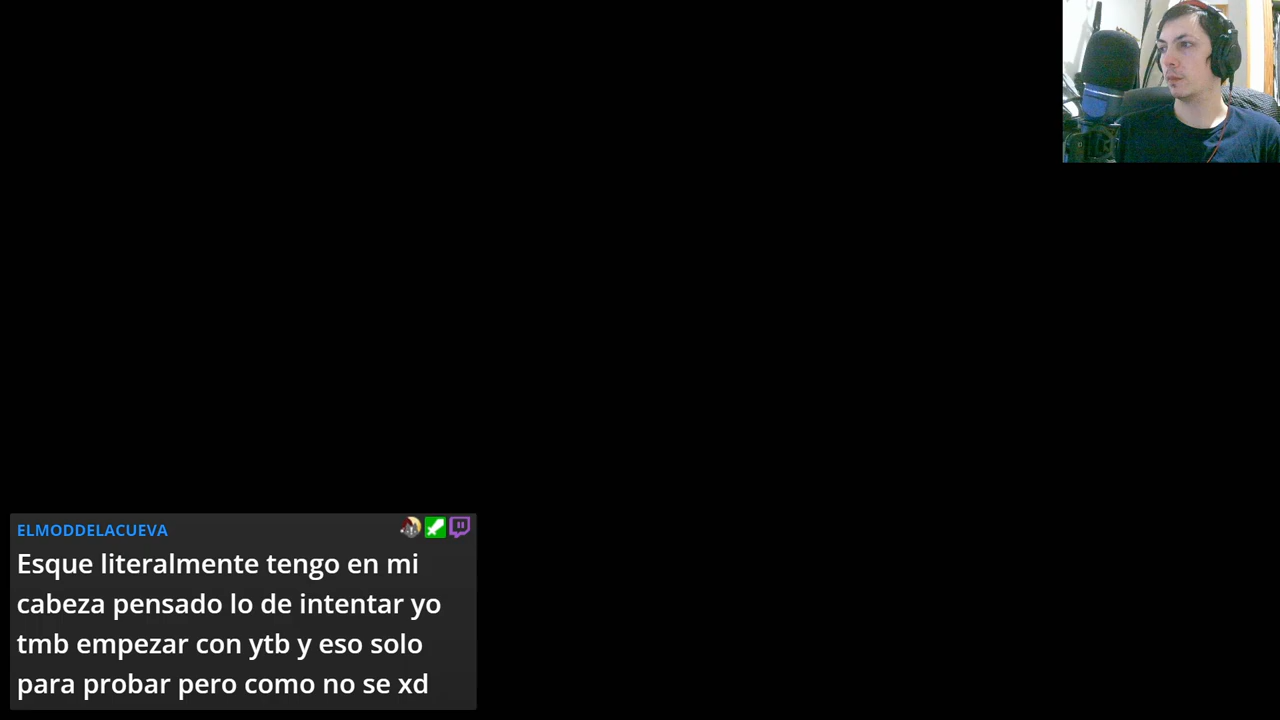 ELMODDELACUEVA
Esque literalmente tengo en mi
cabeza pensado lo de intentar yo
tmb empezar con ytb y eso solo
para probar pero como no se xd